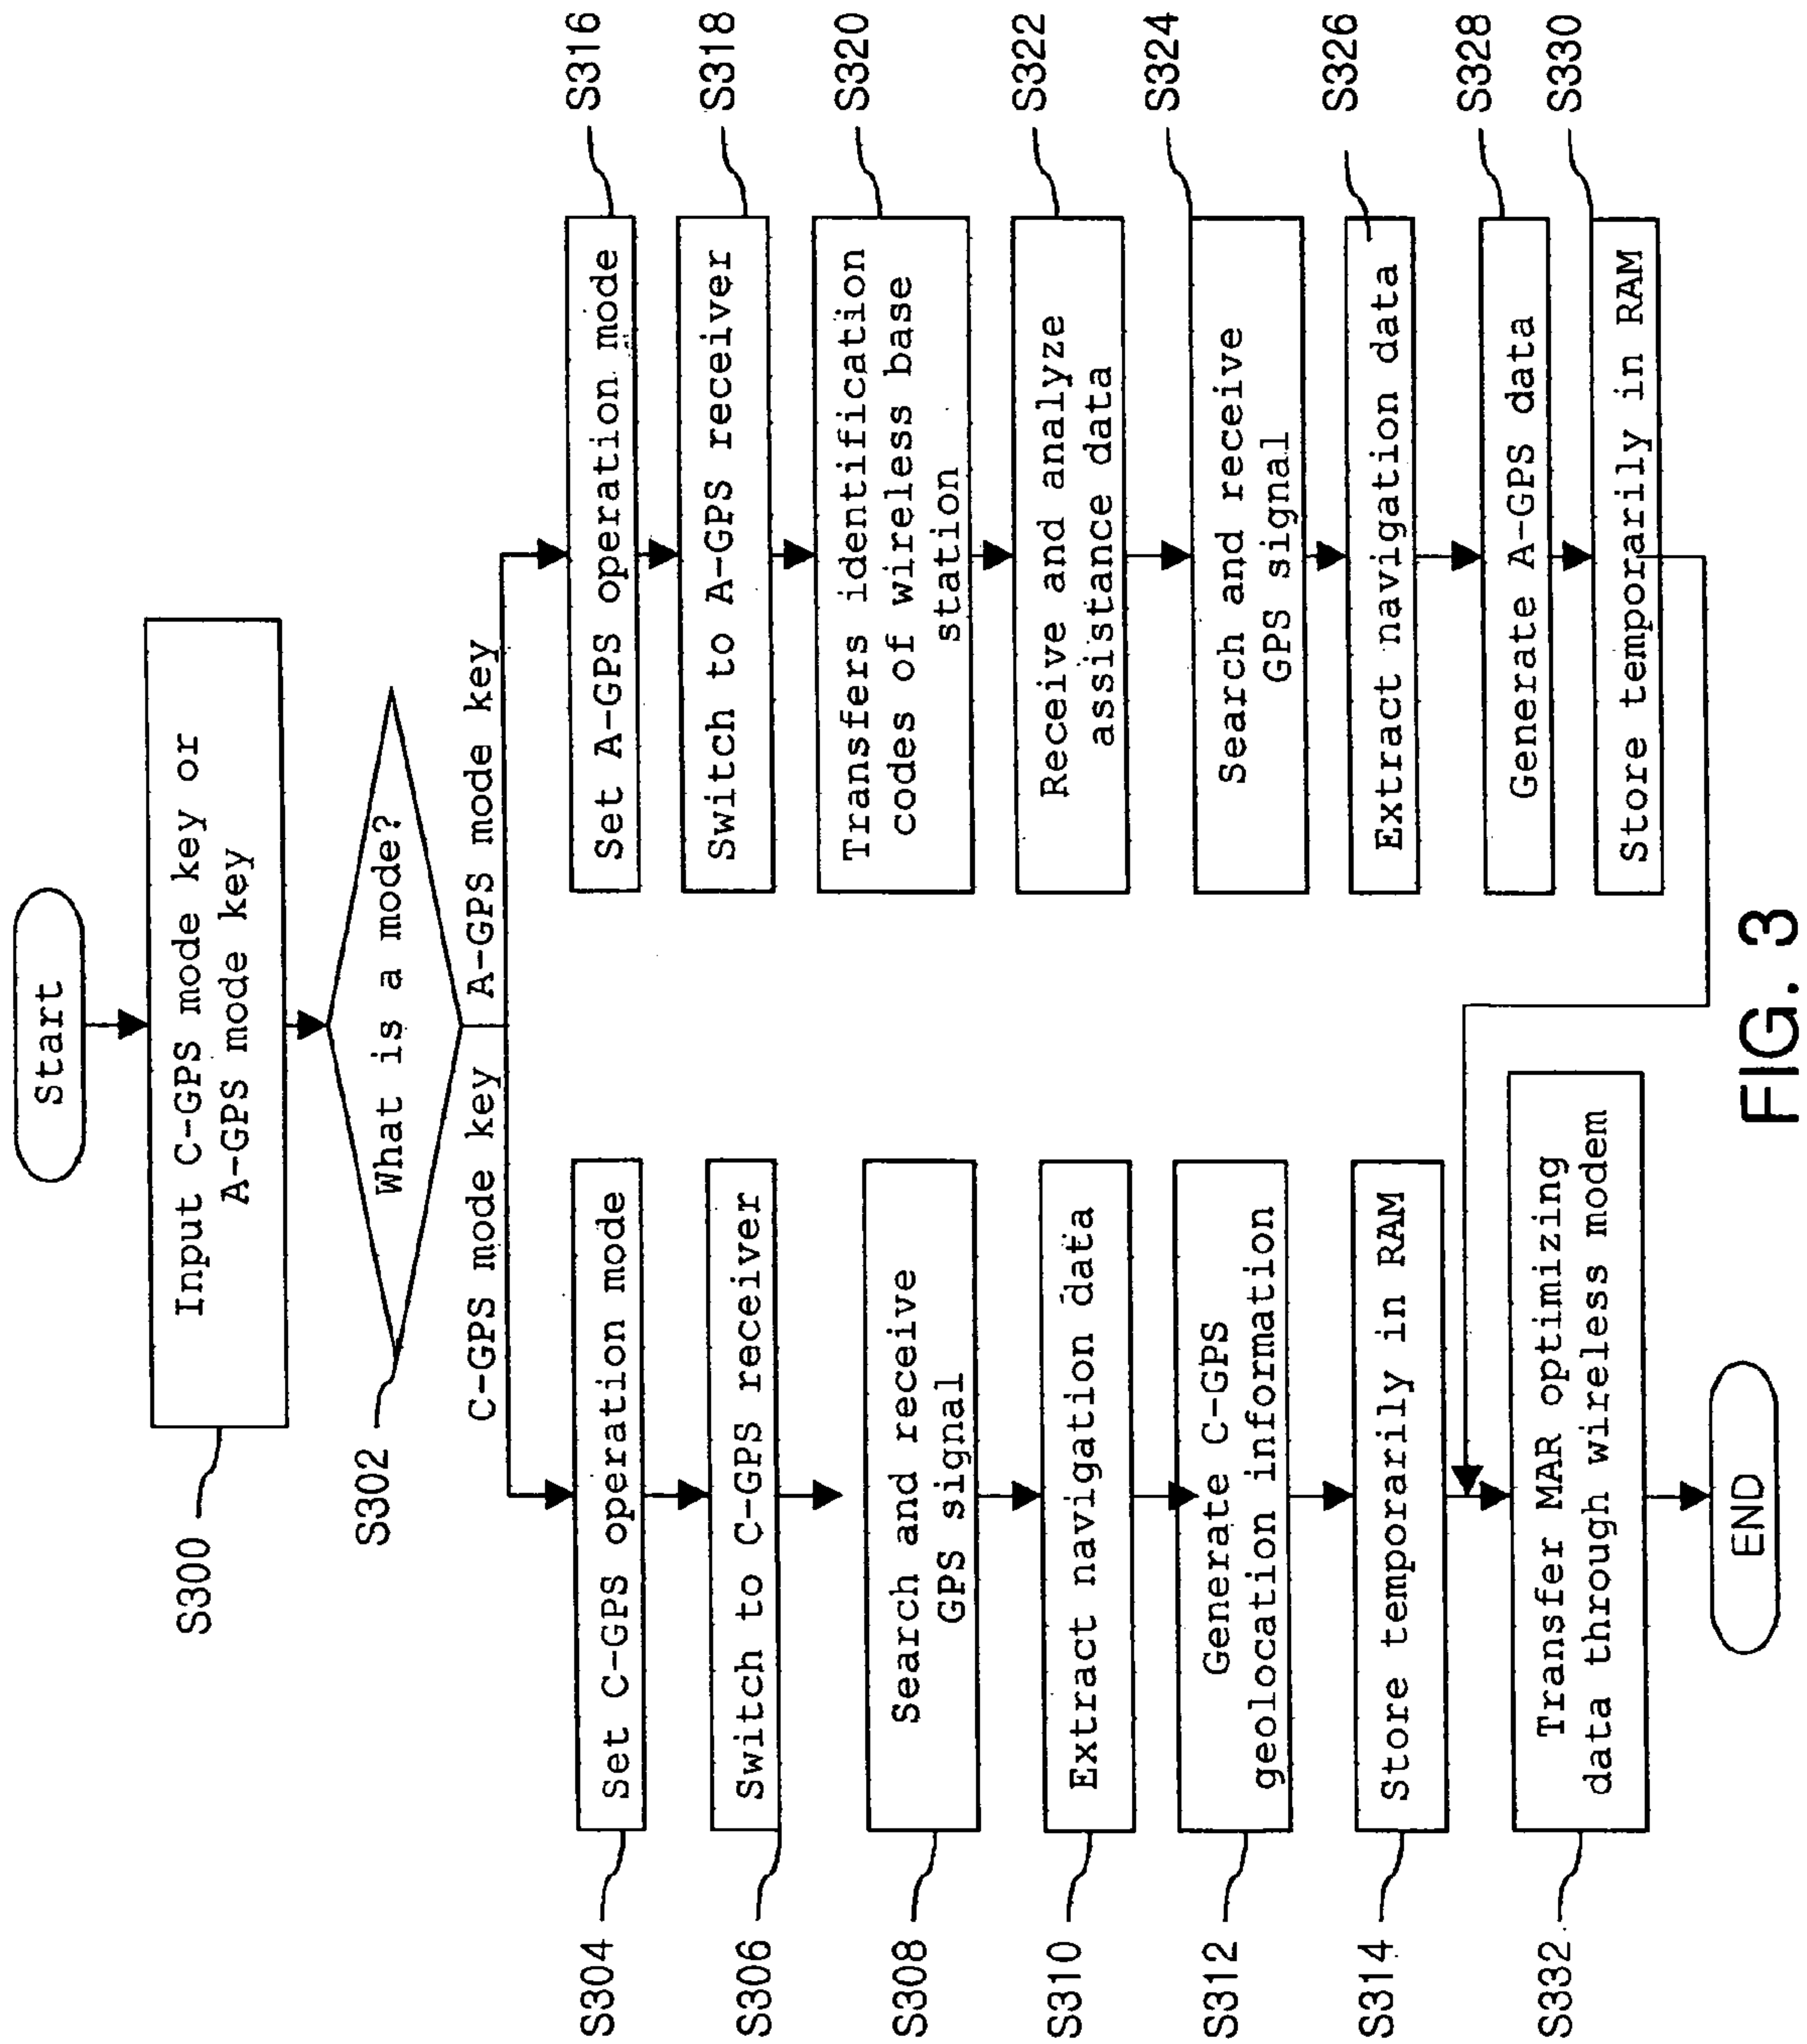 Start
Input C-GPS mode key or
A-GPS mode key
S300
What is a mode?
S302
C-GPS mode key
A-GPS mode key
Set C-GPS operation mode
S304
Switch to C-GPS receiver
S306
Search and receive
GPS signal
S308
Extract navigation data
S310
Generate C-GPS
geolocation information
S312
Store temporarily in RAM
S314
Transfer MAR optimizing
data through wireless modem
S332
END
Set A-GPS operation mode
S316
Switch to A-GPS receiver
S318
Transfers identification
codes of wireless base
station
S320
Receive and analyze
assistance data
S322
Search and receive
GPS signal
S324
Extract navigation data
S326
Generate A-GPS data
S328
Store temporarily in RAM
S330
FIG. 3